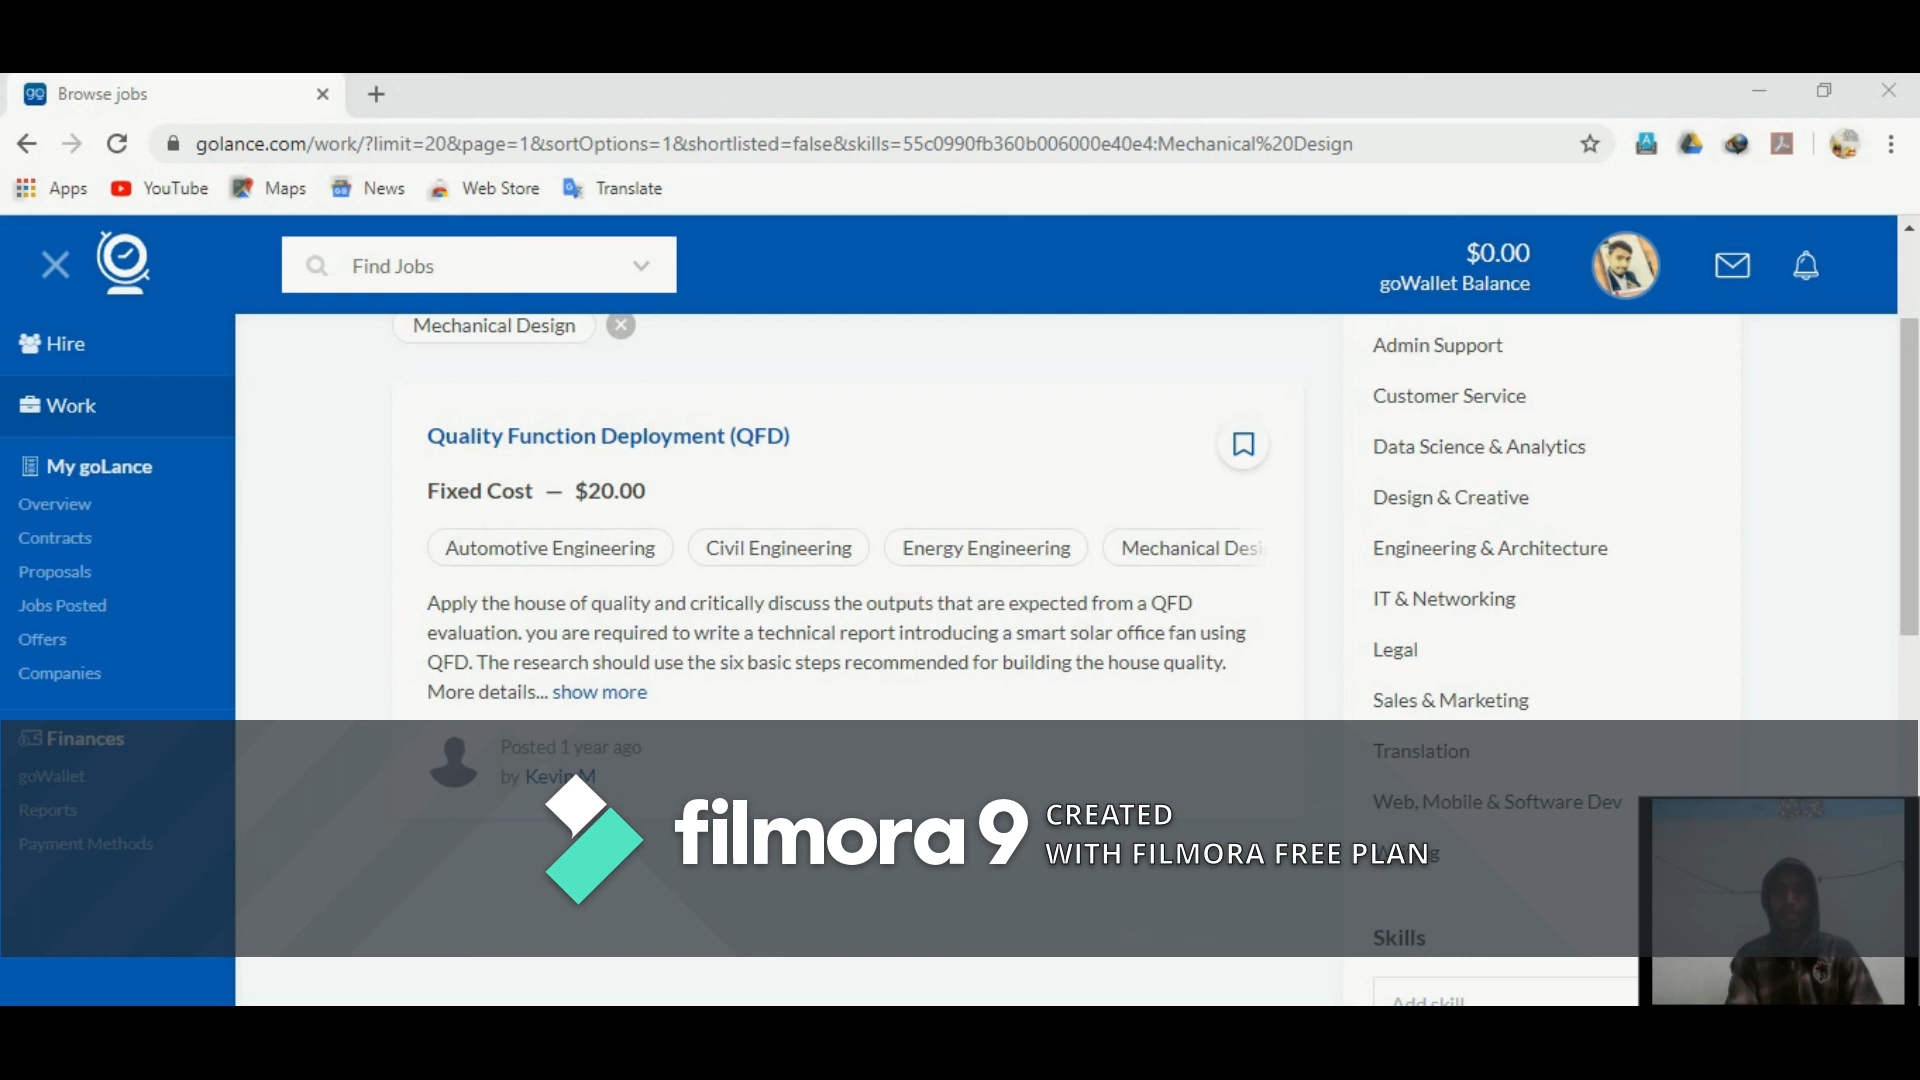 Browse jobs
golance.com/work/?limit=20&page=1&sortOptions=1&shortlisted=false&skills=55c0990fb360b006000e40e4:Mechanical%20Design
Apps YouTube Maps News Web Store Translate
Find Jobs
$0.00
goWallet Balance
Hire
Work
My goLance
Overview
Contracts
Proposals
Jobs Posted
Offers
Companies
Finances
goWallet
Reports
Payment Methods
Mechanical Design
Quality Function Deployment (QFD)
Fixed Cost — $20.00
Automotive Engineering Civil Engineering Energy Engineering Mechanical Desi
Apply the house of quality and critically discuss the outputs that are expected from a QFD
evaluation. you are required to write a technical report introducing a smart solar office fan using
QFD. The research should use the six basic steps recommended for building the house quality.
More details... show more
Posted 1 year ago
by Kevin M
Admin Support
Customer Service
Data Science & Analytics
Design & Creative
Engineering & Architecture
IT & Networking
Legal
Sales & Marketing
Translation
Web, Mobile & Software Dev
Skills
Add skill
filmora 9
CREATED
WITH FILMORA FREE PLAN